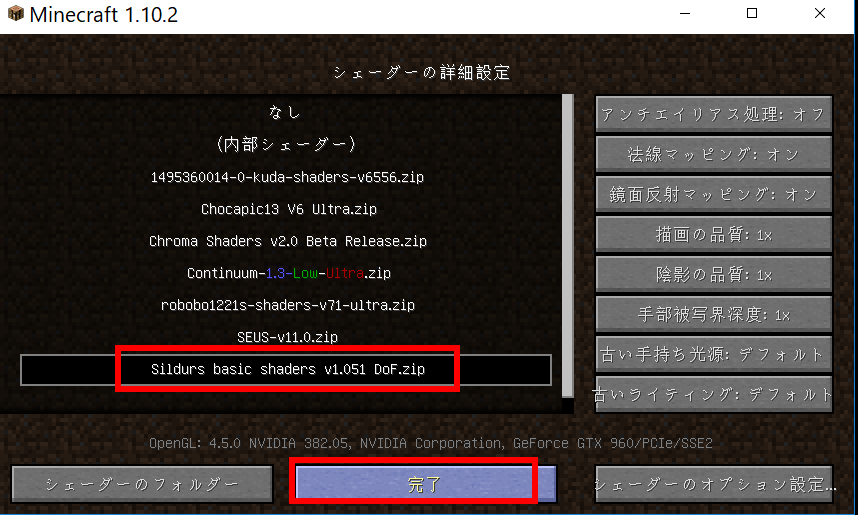 Minecraft 1.10.2
シェーダーの詳細設定
なし
(内部シェーダー)
1495360014-0-kuda-shaders-v6556.zip
Chocapic13 V6 Ultra.zip
Chroma Shaders v2.0 Beta Release.zip
Continuum-1.3-Low-Ultra.zip
robobo1221s-shaders-v71-ultra.zip
SEUS-v11.0.zip
Sildurs basic shaders v1.051 DoF.zip
アンチエイリアス処理: オフ
法線マッピング: オン
鏡面反射マッピング: オン
描画の品質: 1x
陰影の品質: 1x
手部被写界深度: 1x
古い手持ち光源: デフォルト
古いライティング: デフォルト
OpenGL: 4.5.0 NVIDIA 382.05, NVIDIA Corporation, GeForce GTX 960/PCIe/SSE2
シェーダーのフォルダー
完了
シェーダーのオプション設定...